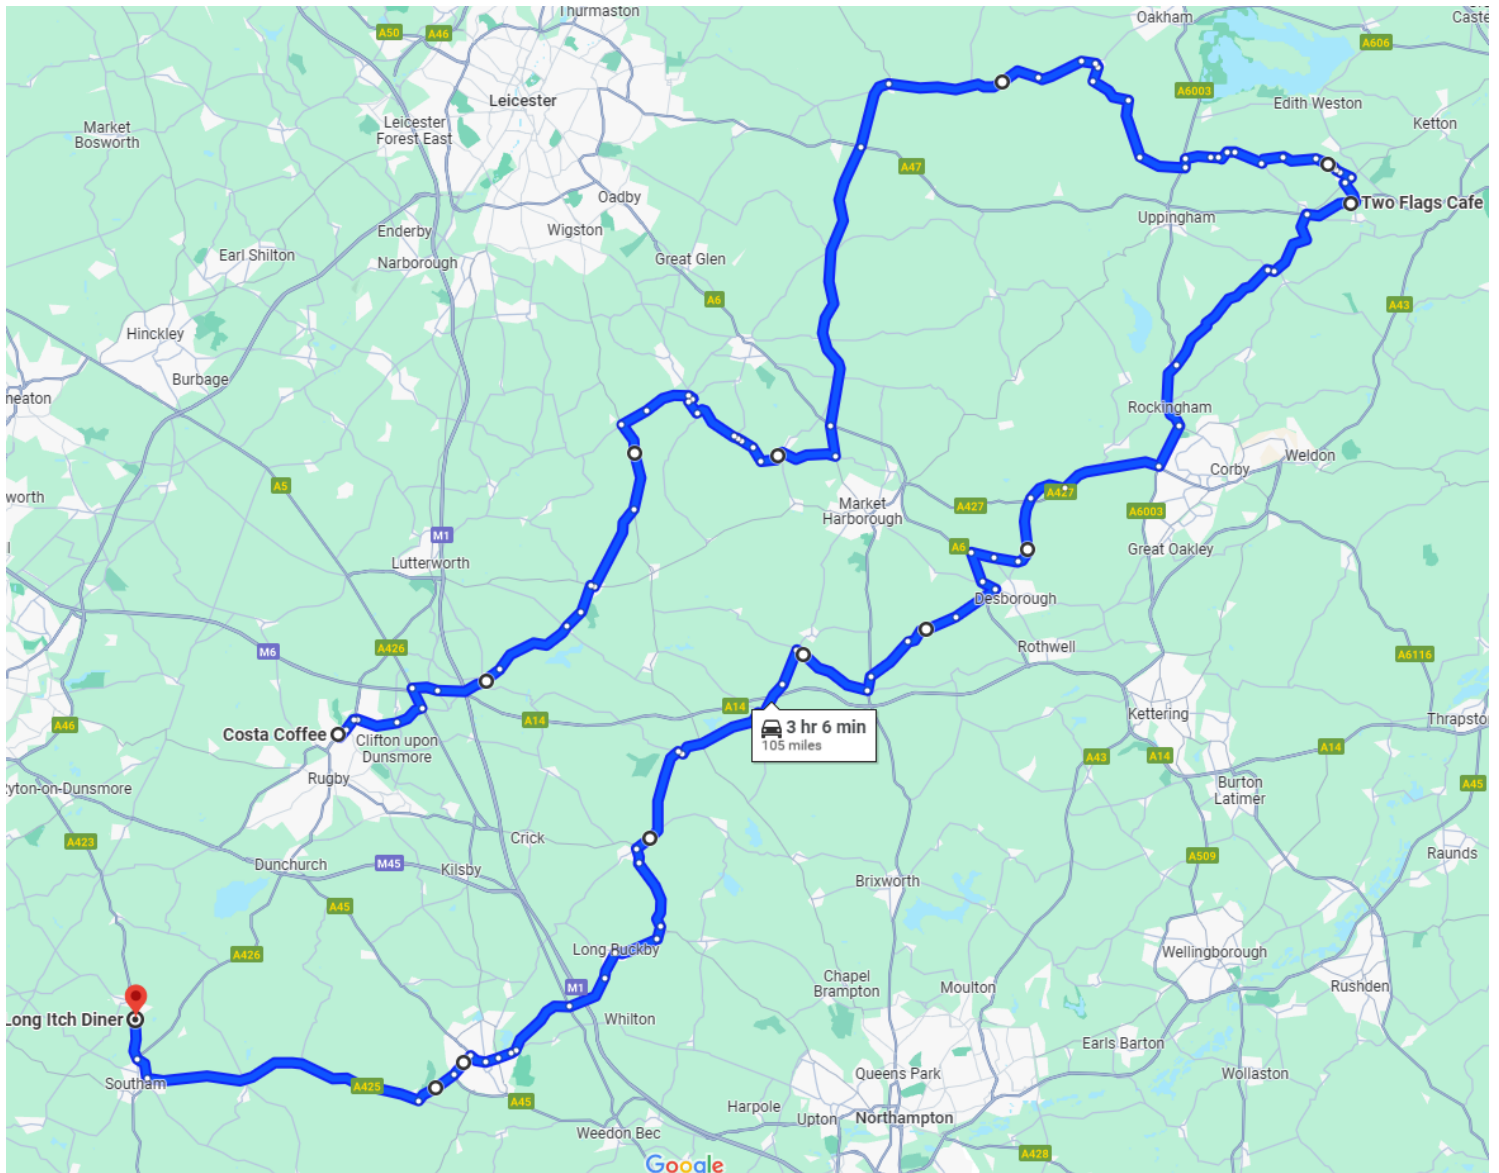 Thurmaston
Oakham
Caste
A50
A46
A606
Leicester
A6003
Edith Weston
Market
Bosworth
Leicester
Forest East
Ketton
A47
Oadby
Two Flags Cafe
Uppingham
Enderby
Wigston
Earl Shilton
Narborough
Great Glen
A6
A43
Hinckley
Burbage
neaton
Rockingham
Weldon
Corby
worth
A5
A427
Market
Harborough
A427
A6003
M1
A6
Great Oakley
Lutterworth
Desborough
A426
M6
Rothwell
A6116
A46
A14
A14
Kettering
Thrapsto
3 hr 6 min
105 miles
Costa Coffee
Clifton upon
Dunsmore
A43
A14
A14
Rugby
Burton
Latimer
A45
yton-on-Dunsmore
A423
Crick
Dunchurch
M45
Kilsby
A509
Raunds
Brixworth
A45
A426
Long Buckby
Wellingborough
Chapel
Brampton
Moulton
M1
Rushden
Long Itch Diner
Whilton
Earls Barton
Southam
A425
Queens Park
Wollaston
A45
Harpole
Upton
Northampton
Weedon Bec
A428
Google